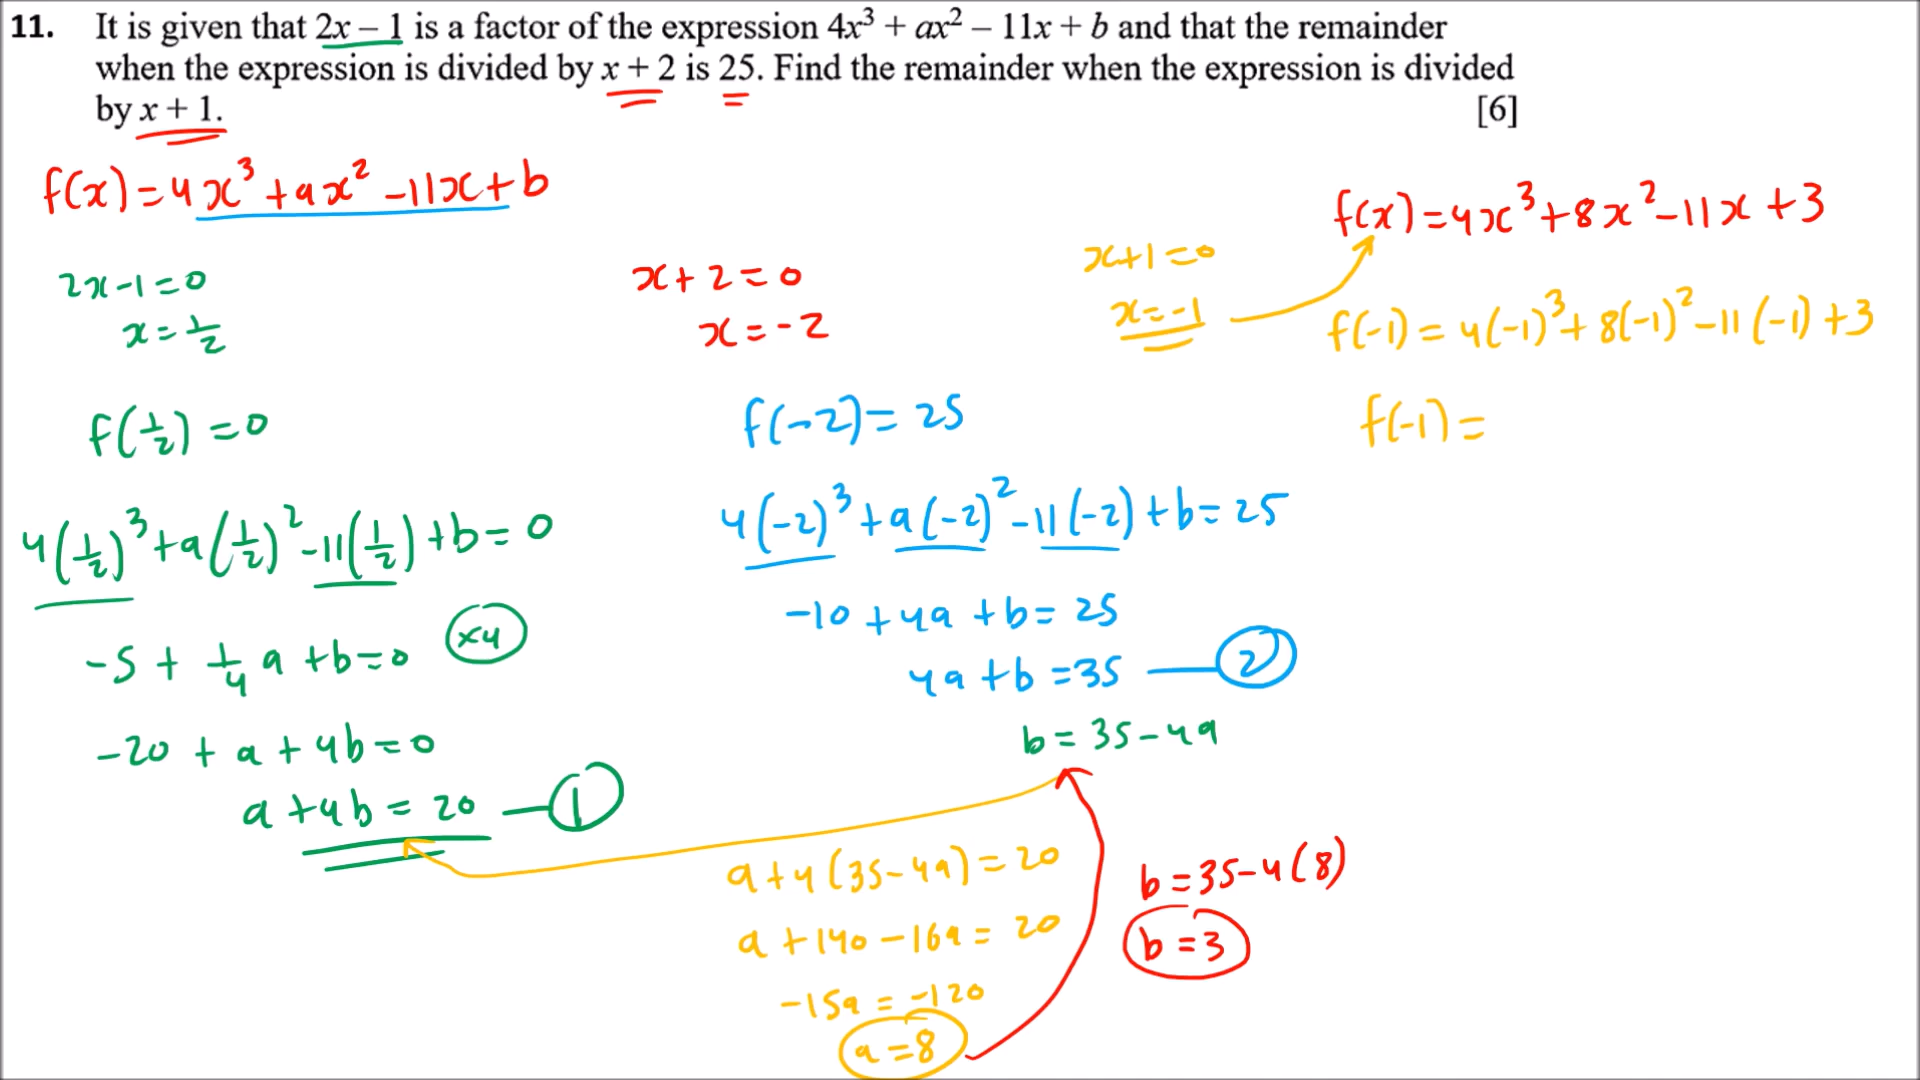 11. It is given that 2x – 1 is a factor of the expression 4x³ + ax² – 11x + b and that the remainder
when the expression is divided by x + 2 is 25. Find the remainder when the expression is divided
by x + 1. [6]
f(x) = 4x³ + ax² - 11x + b
2x - 1 = 0
x = 1/2
f(1/2) = 0
4(1/2)³ + a(1/2)² - 11(1/2) + b = 0
-5 + 1/4 a + b = 0 ×4
-20 + a + 4b = 0
a + 4b = 20 — 1
x + 2 = 0
x = -2
f(-2) = 25
4(-2)³ + a(-2)² - 11(-2) + b = 25
-10 + 4a + b = 25
4a + b = 35 — 2
b = 35 - 4a
a + 4(35 - 4a) = 20
a + 140 - 16a = 20
-15a = -120
a = 8
b = 35 - 4(8)
b = 3
x + 1 = 0
x = -1
f(x) = 4x³ + 8x² - 11x + 3
f(-1) = 4(-1)³ + 8(-1)² - 11(-1) + 3
f(-1) =